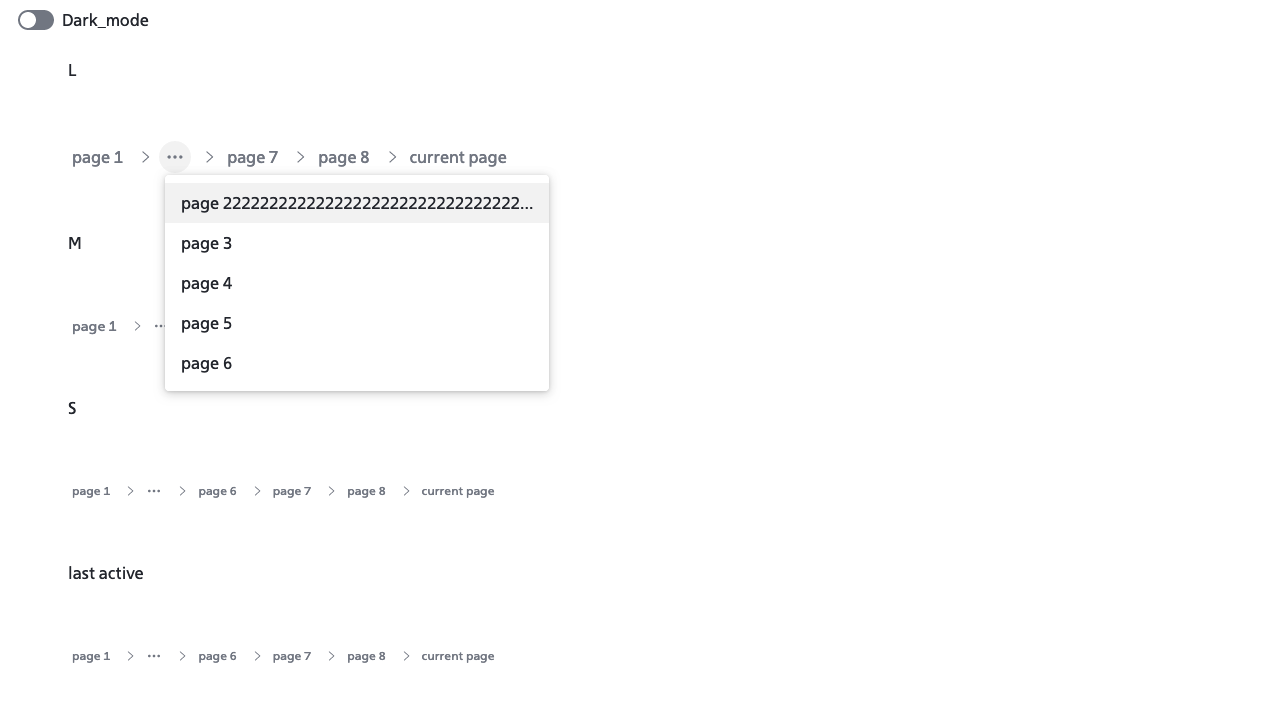 Dark_mode
L
page 1 > ··· > page 7 > page 8 > current page
page 22222222222222222222222222222222...
page 3
M
page 4
page 5
page 1 > ···
page 6
S
page 1 > ··· > page 6 > page 7 > page 8 > current page
last active
page 1 > ··· > page 6 > page 7 > page 8 > current page